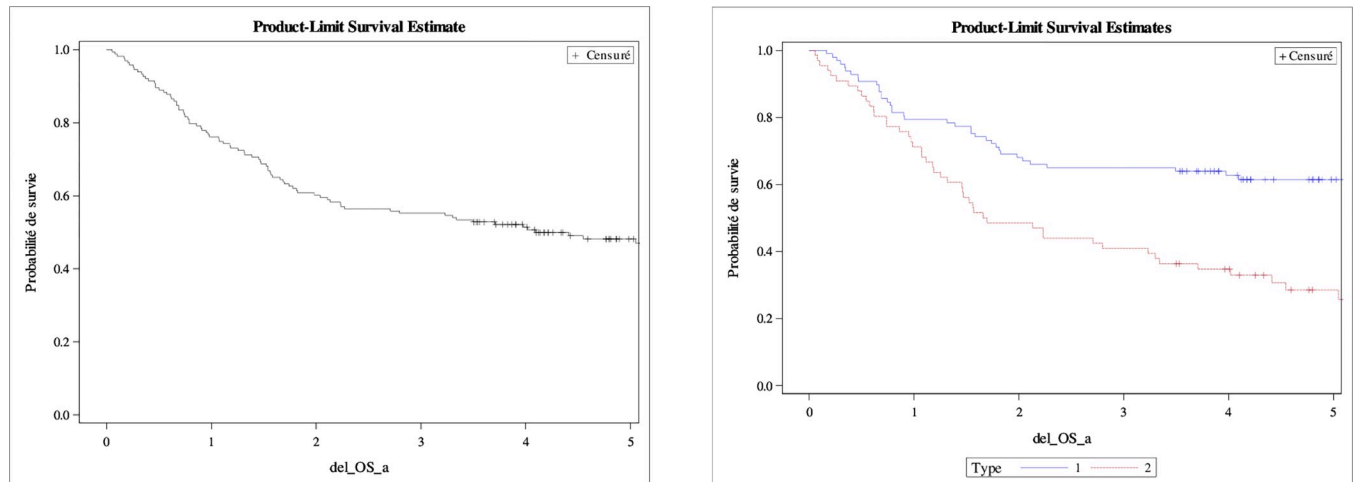 Product-Limit Survival Estimate
+ Censuré
Probabilité de survie
1.0
0.8
0.6
0.4
0.2
0.0
0 1 2 3 4 5
del_OS_a
Product-Limit Survival Estimates
+ Censuré
Probabilité de survie
1.0
0.8
0.6
0.4
0.2
0.0
0 1 2 3 4 5
del_OS_a
Type 1 2